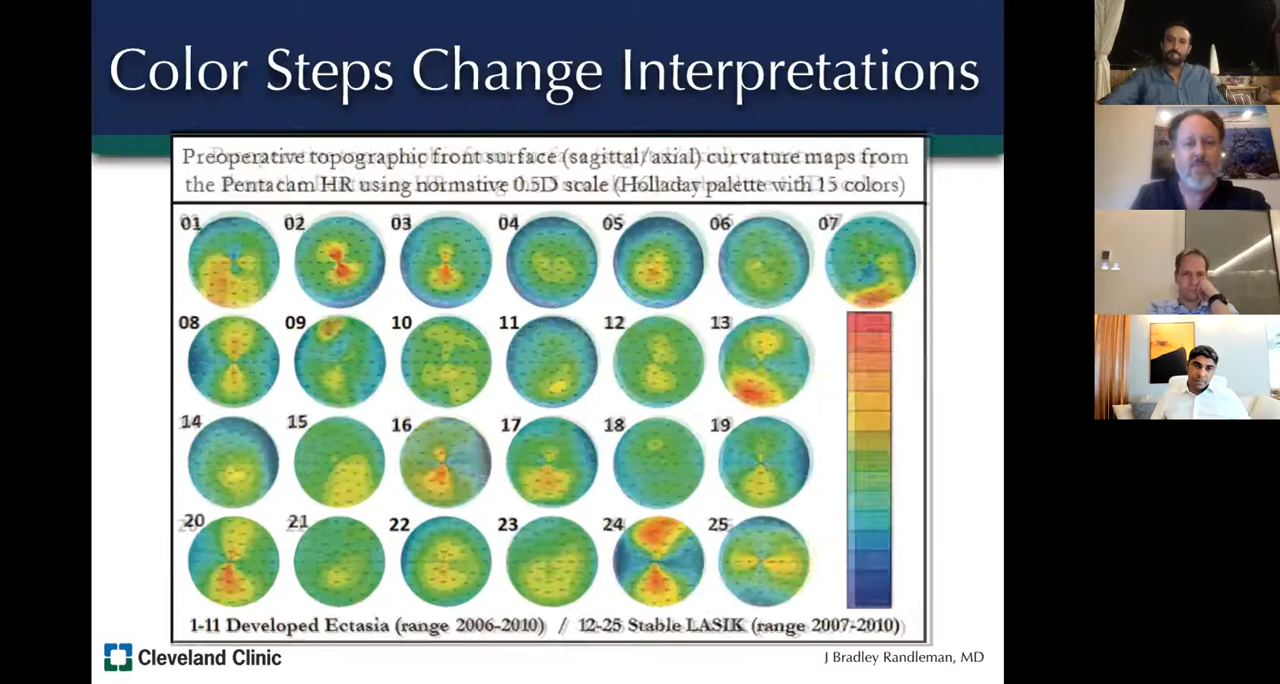 Color Steps Change Interpretations
Preoperative topographic front surface (sagittal/axial) curvature maps from
the Pentacam HR using normative 0.5D scale (Holladay palette with 15 colors)
01 02 03 04 05 06 07
08 09 10 11 12 13
14 15 16 17 18 19
20 21 22 23 24 25
1-11 Developed Ectasia (range 2006-2010) / 12-25 Stable LASIK (range 2007-2010)
Cleveland Clinic
J Bradley Randleman, MD